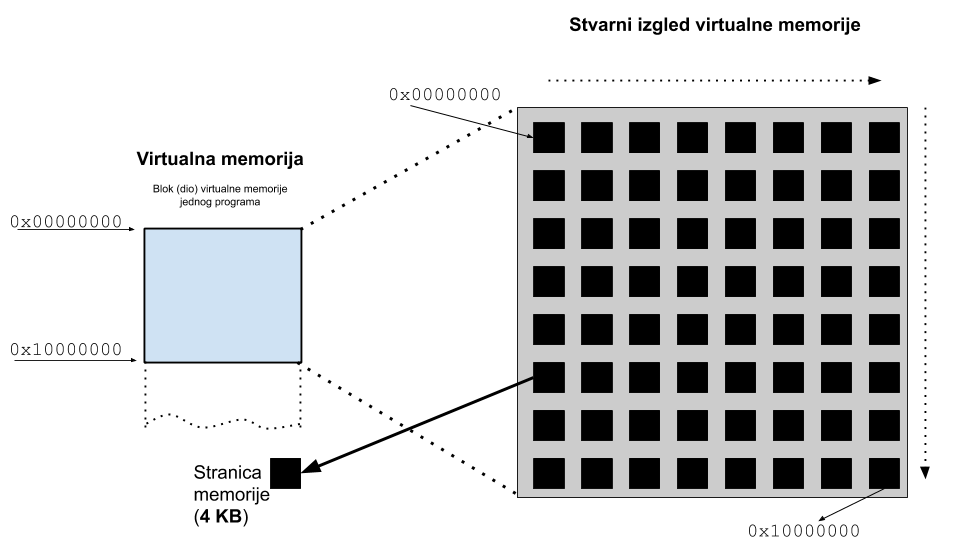 Stvarni izgled virtualne memorije
0x00000000
Virtualna memorija
Blok (dio) virtualne memorije
jednog programa
0x00000000
0x10000000
Stranica
memorije
(4 KB)
0x10000000